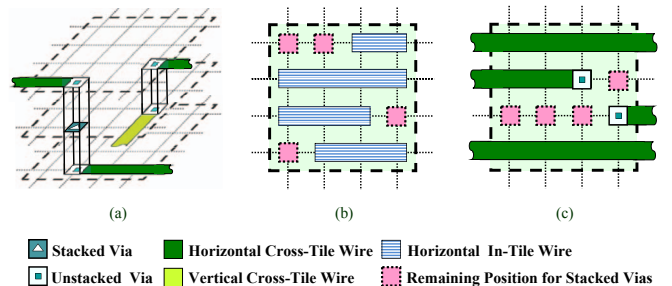 (a) (b) (c)
Stacked Via Horizontal Cross-Tile Wire Horizontal In-Tile Wire
Unstacked Via Vertical Cross-Tile Wire Remaining Position for Stacked Vias